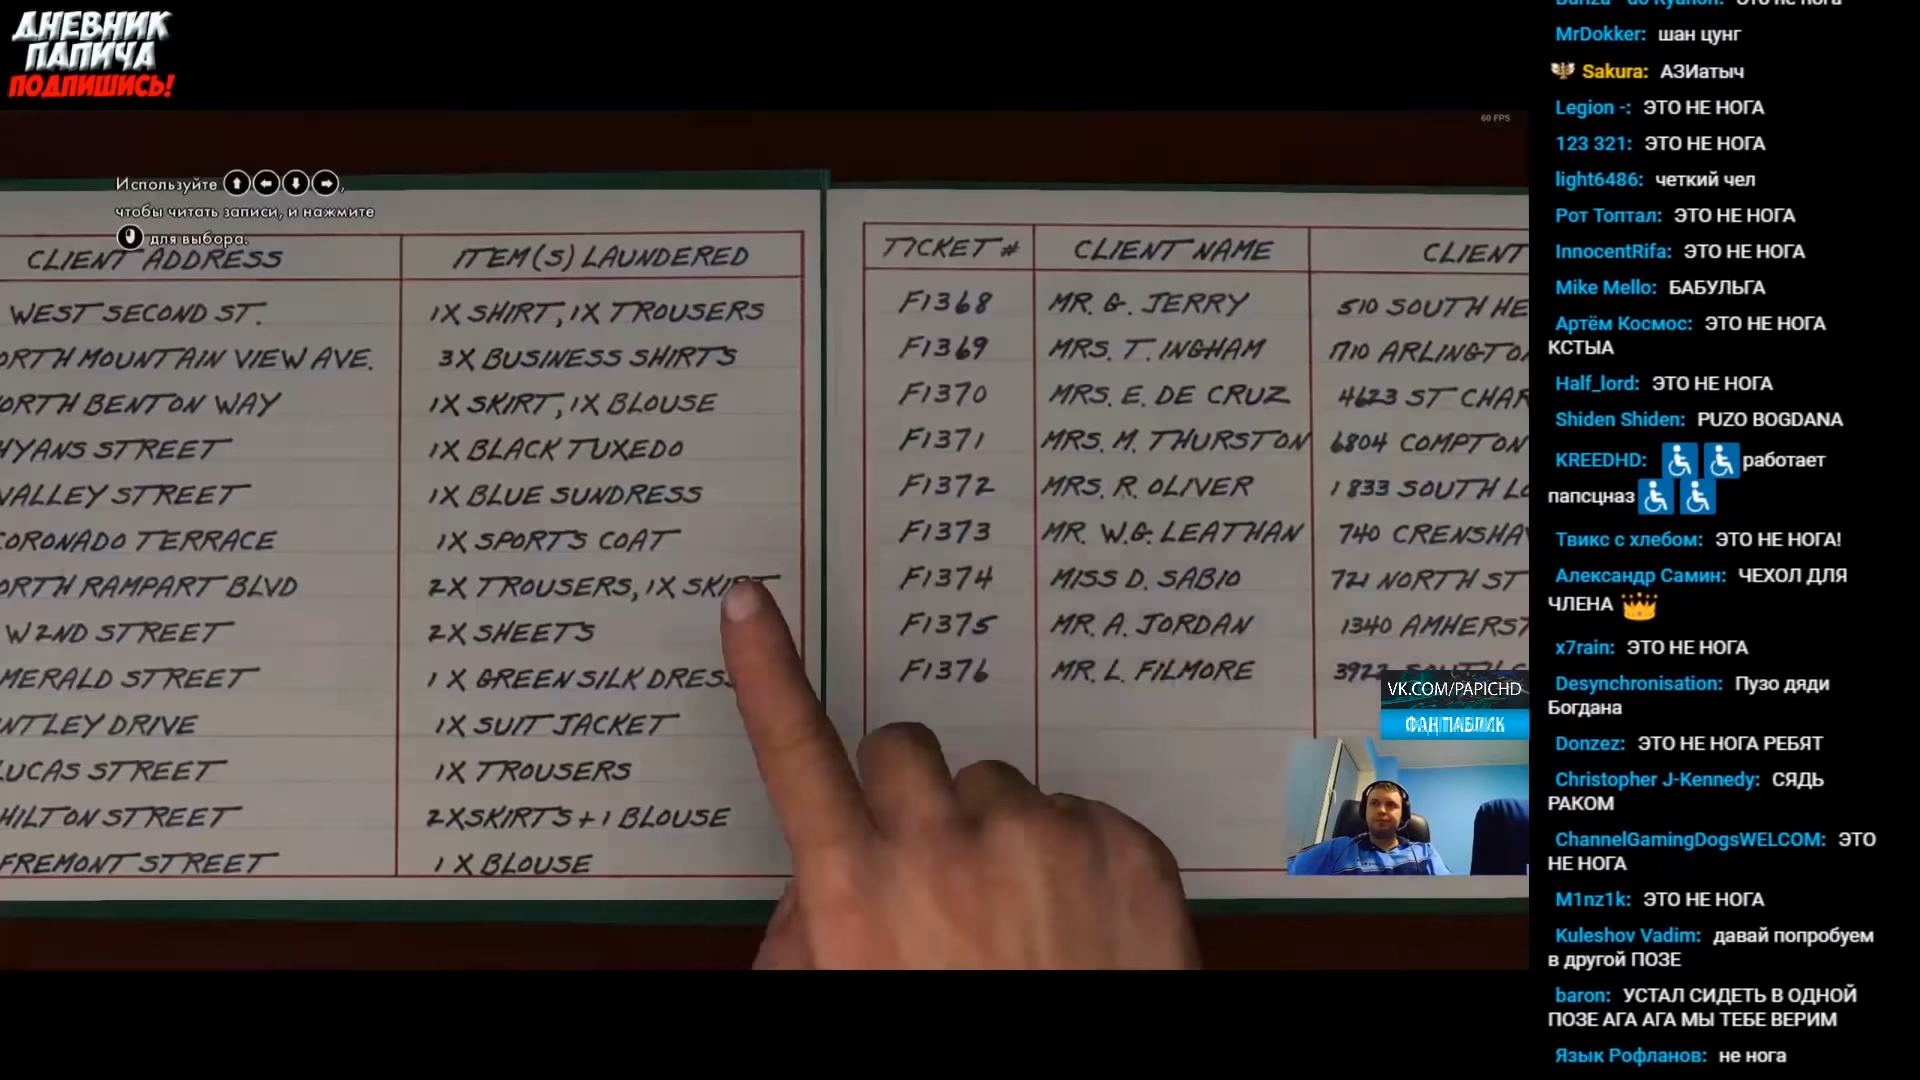 ДНЕВНИК
ПАПИЧА
ПОДПИШИСЬ!
60 FPS
Используйте
чтобы читать записи, и нажмите
для выбора.
CLIENT ADDRESS
WEST SECOND ST.
ORTH MOUNTAIN VIEW AVE.
ORTH BENTON WAY
HYANS STREET
VALLEY STREET
CORONADO TERRACE
ORTH RAMPART BLVD
W 2ND STREET
MERALD STREET
NTLEY DRIVE
LUCAS STREET
HILTON STREET
FREMONT STREET
ITEM(S) LAUNDERED
1X SHIRT, 1X TROUSERS
3X BUSINESS SHIRTS
1X SKIRT, 1X BLOUSE
1X BLACK TUXEDO
1X BLUE SUNDRESS
1X SPORTS COAT
2X TROUSERS, 1X
2X SHEETS
1 X GREEN SILK DRESS
1X SUIT JACKET
1X TROUSERS
2XSKIRTS + 1 BLOUSE
1 X BLOUSE
TICKET # CLIENT NAME CLIENT
F1368 MR. G. JERRY 510 SOUTH HE
F1369 MRS. T. INGHAM 1710 ARLINGTO
F1370 MRS. E. DE CRUZ 4623 ST CHAR
F1371 MRS. M. THURSTON 6804 COMPTON
F1372 MRS. R. OLIVER 1833 SOUTH LO
F1373 MR. W.G. LEATHAN 740 CRENSHA
F1374 MISS D. SABIO 721 NORTH ST
F1375 MR. A. JORDAN 1340 AMHERST
F1376 MR. L. FILMORE
VK.COM/PAPICHD
ФАН ПАБЛИК
MrDokker: шан цунг
Sakura: АЗИатыч
Legion -: ЭТО НЕ НОГА
123 321: ЭТО НЕ НОГА
light6486: четкий чел
Рот Топтал: ЭТО НЕ НОГА
InnocentRifa: ЭТО НЕ НОГА
Mike Mello: БАБУЛЬГА
Артём Космос: ЭТО НЕ НОГА
КСТЫА
Half_lord: ЭТО НЕ НОГА
Shiden Shiden: PUZO BOGDANA
KREEDHD: работает
папсцназ
Твикс с хлебом: ЭТО НЕ НОГА!
Александр Самин: ЧЕХОЛ ДЛЯ
ЧЛЕНА
x7rain: ЭТО НЕ НОГА
Desynchronisation: Пузо дяди
Богдана
Donzez: ЭТО НЕ НОГА РЕБЯТ
Christopher J-Kennedy: СЯДЬ
РАКОМ
ChannelGamingDogsWELCOM: ЭТО
НЕ НОГА
M1nz1k: ЭТО НЕ НОГА
Kuleshov Vadim: давай попробуем
в другой ПОЗЕ
baron: УСТАЛ СИДЕТЬ В ОДНОЙ
ПОЗЕ АГА АГА МЫ ТЕБЕ ВЕРИМ
Язык Рофланов: не нога